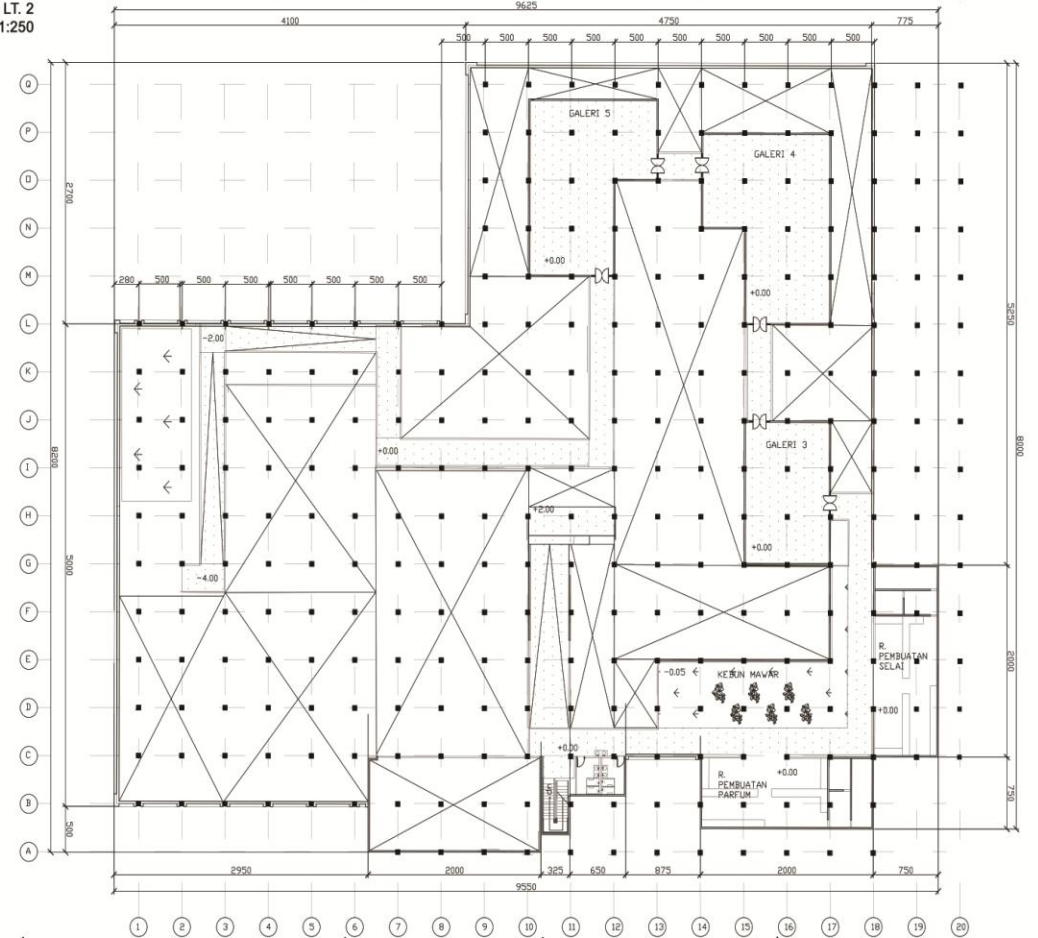 LT. 2
1:250
9625
4100 4750 775
500 500 500 500 500 500 500 500 500 500
Q
P
GALERI 5
GALERI 4
O
2700
N
+0.00
M
280 500 500 500 500 500 500 500
+0.00
5250
L
-2.00
K
J
GALERI 3
8200
8000
I
+0.00
H
+2.00
+0.00
G
5000
-4.00
F
E
R.
PEMBUATAN
SELAI
2000
-0.05 KEBUN MAWAR
D
+0.00
C
+0.00
R.
PEMBUATAN
PARFUM
+0.00
750
B
500
A
2950 2000 325 650 875 2000 750
9550
1 2 3 4 5 6 7 8 9 10 11 12 13 14 15 16 17 18 19 20